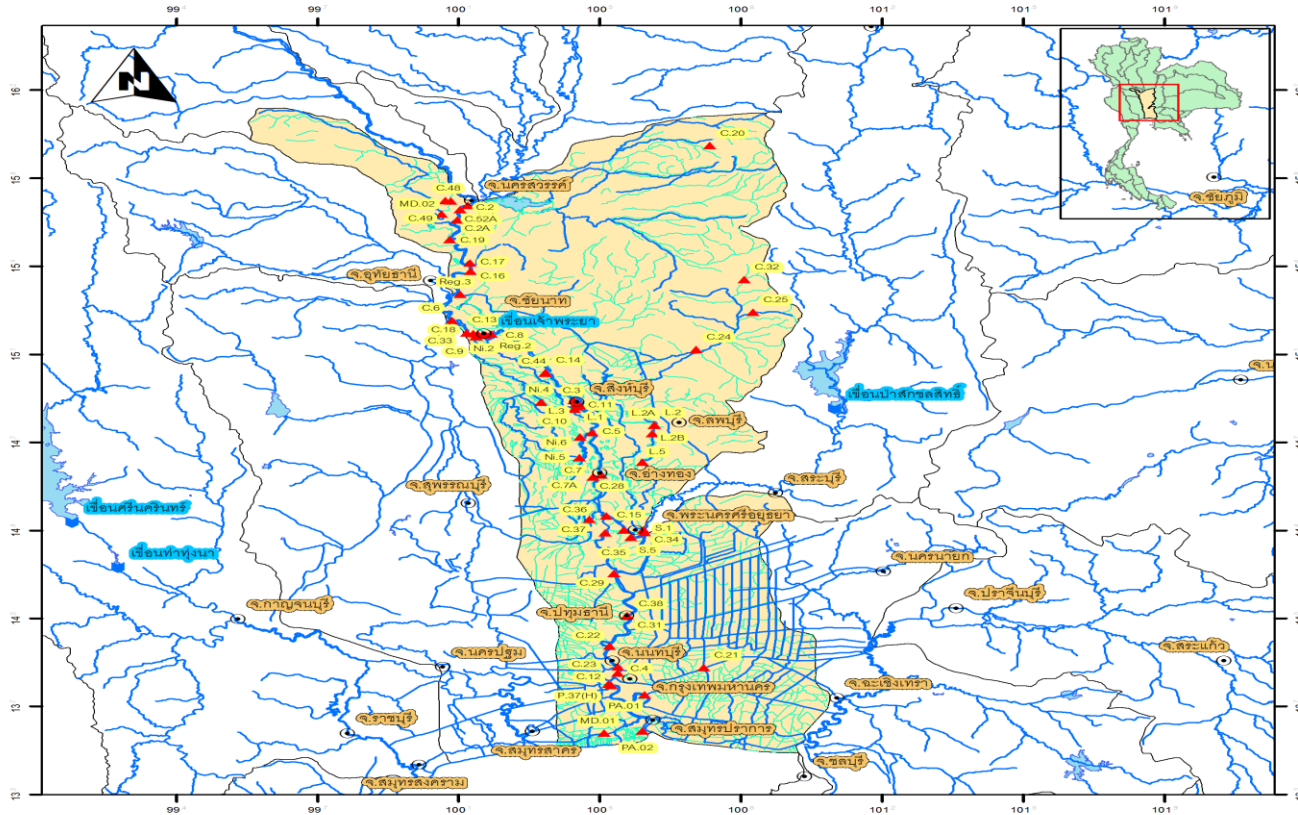 99.4 99.7 100 100.3 100.6 101.2 101.5 101.8
N
จ.ชัยภูมิ
C.20
C.48
จ.นครสวรรค์
MD.02
C.2
C.49
C.52A
C.2A
C.19
C.17
C.16
จ.อุทัยธานี
Reg.3
C.32
C.6
จ.ชัยนาท
C.25
C.13
เขื่อนเจ้าพระยา
C.18
C.8
C.33
C.9
Ni.2
Reg.2
C.24
C.44
C.14
Ni.4
C.3
จ.สิงห์บุรี
เขื่อนป่าสักชลสิทธิ์
L.3
C.11
L.2A
L.2
C.10
L.1
จ.ลพบุรี
Ni.6
C.5
L.2B
L.5
Ni.5
C.7
จ.อ่างทอง
C.7A
C.28
จ.สุพรรณบุรี
จ.สระบุรี
เขื่อนศรีนครินทร์
C.36
C.15
จ.พระนครศรีอยุธยา
C.37
S.1
C.34
C.35
S.5
เขื่อนท่าทุ่งนา
จ.นครนายก
C.29
จ.กาญจนบุรี
C.38
จ.ปทุมธานี
C.31
จ.ปราจีนบุรี
C.22
จ.นครปฐม
จ.นนทบุรี
C.21
จ.สระแก้ว
C.23
C.4
C.12
จ.กรุงเทพมหานคร
จ.ฉะเชิงเทรา
P.37(H)
PA.01
จ.ราชบุรี
MD.01
จ.สมุทรปราการ
จ.สมุทรสาคร
PA.02
จ.ชลบุรี
จ.สมุทรสงคราม